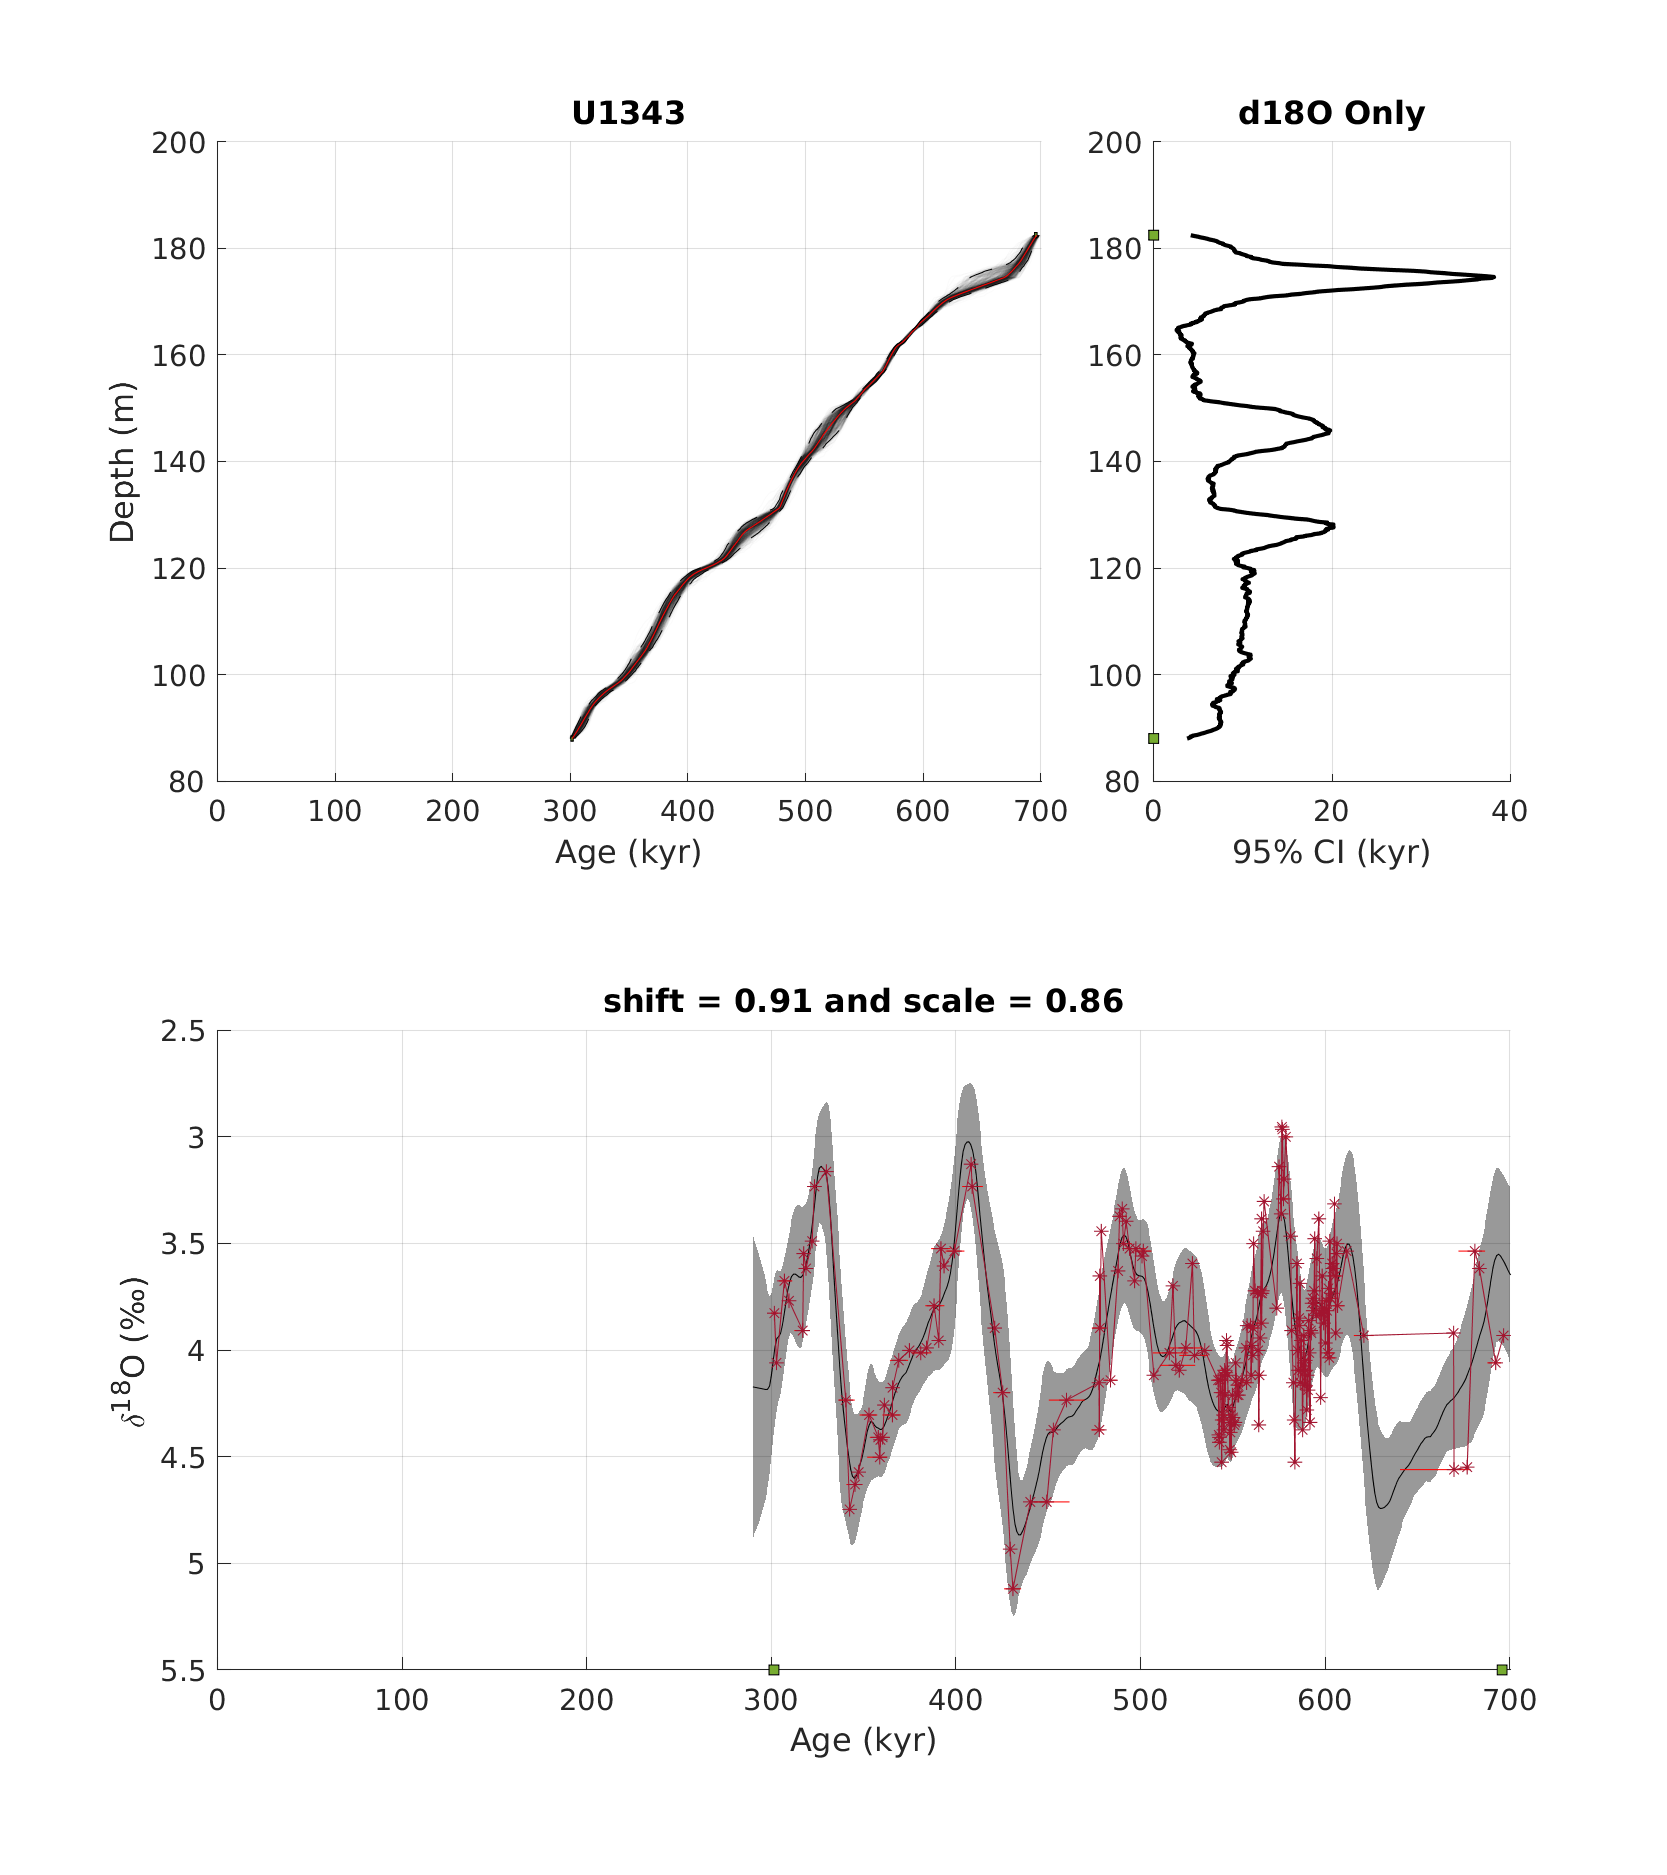 U1343
200
180
160
140
120
100
80
Depth (m)
0 100 200 300 400 500 600 700
Age (kyr)
d18O Only
200
180
160
140
120
100
80
0 20 40
95% CI (kyr)
shift = 0.91 and scale = 0.86
2.5
3
3.5
4
4.5
5
5.5
δ¹⁸O (‰)
0 100 200 300 400 500 600 700
Age (kyr)